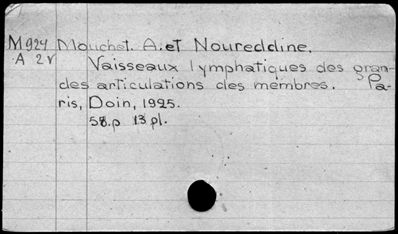 M924 Mouchet. A. et Noureddine.
A 2v Vaisseaux lymphatiques des gran-
des articulations des membres. Pa-
ris, Doin, 1925.
58.p 13 pl.